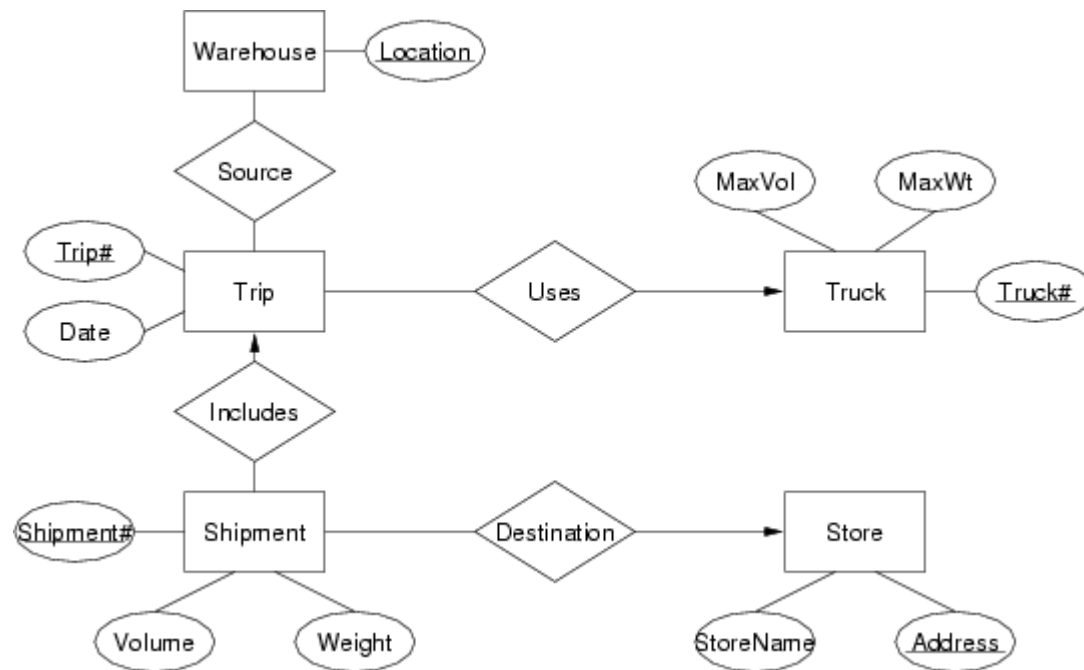 Warehouse
Location
Source
MaxVol
MaxWt
Trip#
Trip
Uses
Truck
Truck#
Date
Includes
Shipment#
Shipment
Destination
Store
Volume
Weight
StoreName
Address